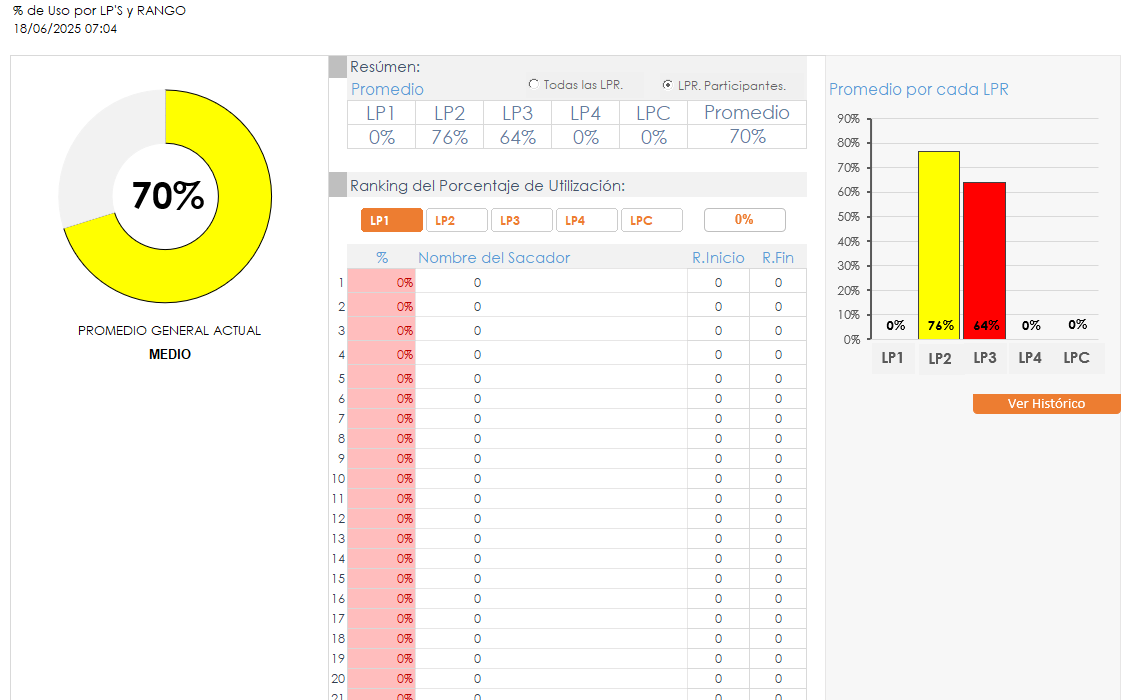 % de Uso por LP'S y RANGO
18/06/2025 07:04
70%
PROMEDIO GENERAL ACTUAL
MEDIO
Resúmen:
Promedio
Todas las LPR.
LPR. Participantes.
LP1 LP2 LP3 LP4 LPC Promedio
0% 76% 64% 0% 0% 70%
Ranking del Porcentaje de Utilización:
LP1 LP2 LP3 LP4 LPC 0%
% Nombre del Sacador R.Inicio R.Fin
1 0% 0 0 0
2 0% 0 0 0
3 0% 0 0 0
4 0% 0 0 0
5 0% 0 0 0
6 0% 0 0 0
7 0% 0 0 0
8 0% 0 0 0
9 0% 0 0 0
10 0% 0 0 0
11 0% 0 0 0
12 0% 0 0 0
13 0% 0 0 0
14 0% 0 0 0
15 0% 0 0 0
16 0% 0 0 0
17 0% 0 0 0
18 0% 0 0 0
19 0% 0 0 0
20 0% 0 0 0
21 0% 0 0 0
Promedio por cada LPR
90%
80%
70%
60%
50%
40%
30%
20%
10%
0%
0% 76% 64% 0% 0%
LP1 LP2 LP3 LP4 LPC
Ver Histórico